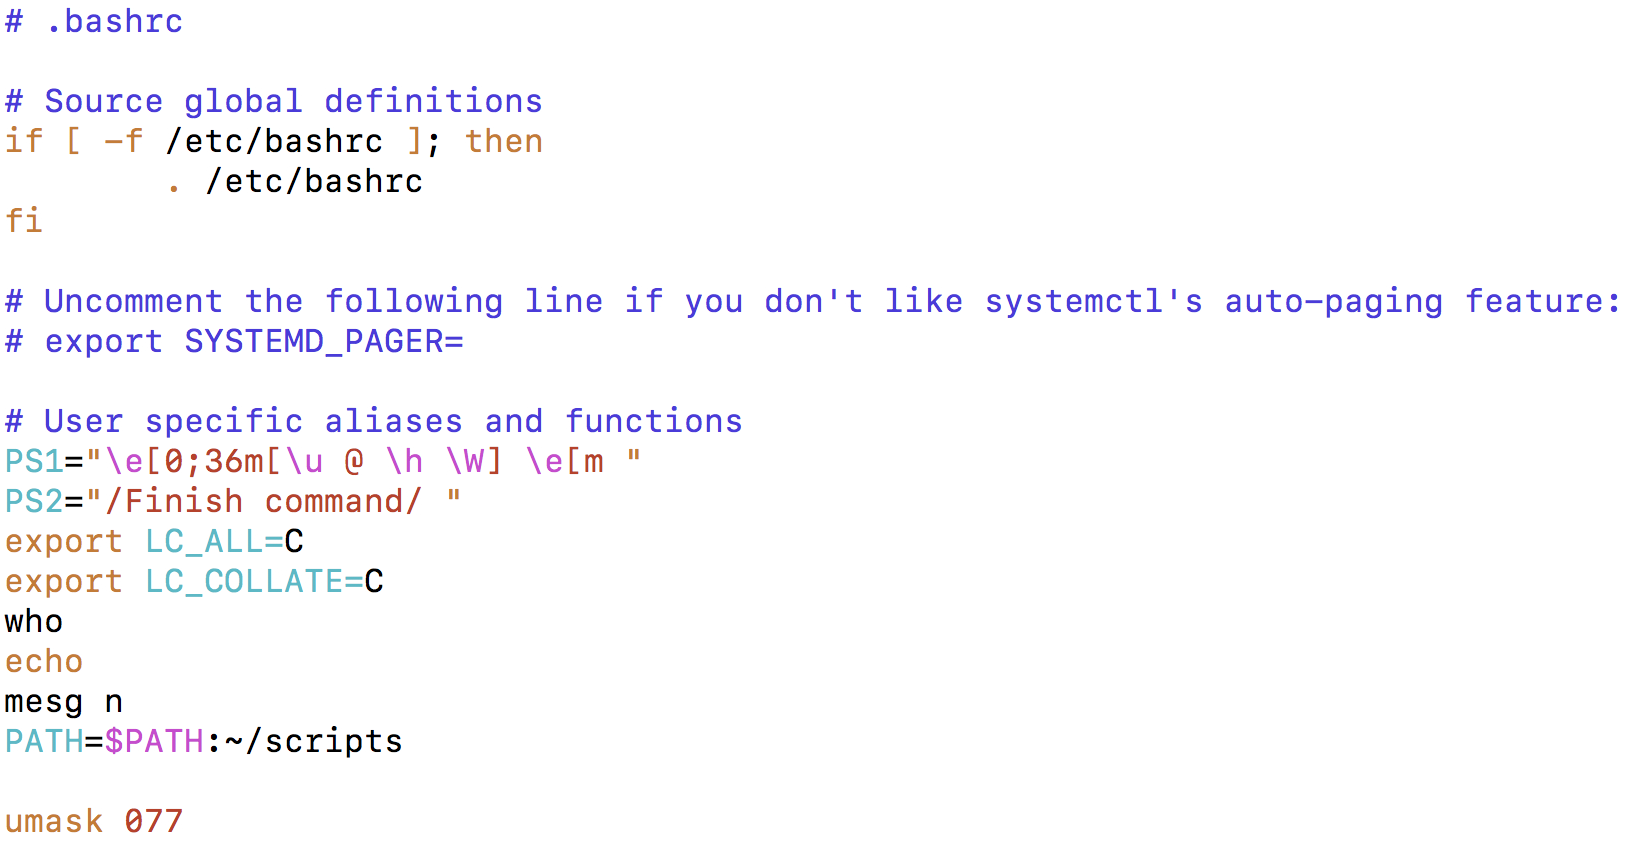 # .bashrc
# Source global definitions
if [ -f /etc/bashrc ]; then
        . /etc/bashrc
fi
# Uncomment the following line if you don't like systemctl's auto-paging feature:
# export SYSTEMD_PAGER=
# User specific aliases and functions
PS1="\e[0;36m[\u @ \h \W] \e[m "
PS2="/Finish command/ "
export LC_ALL=C
export LC_COLLATE=C
who
echo
mesg n
PATH=$PATH:~/scripts
umask 077